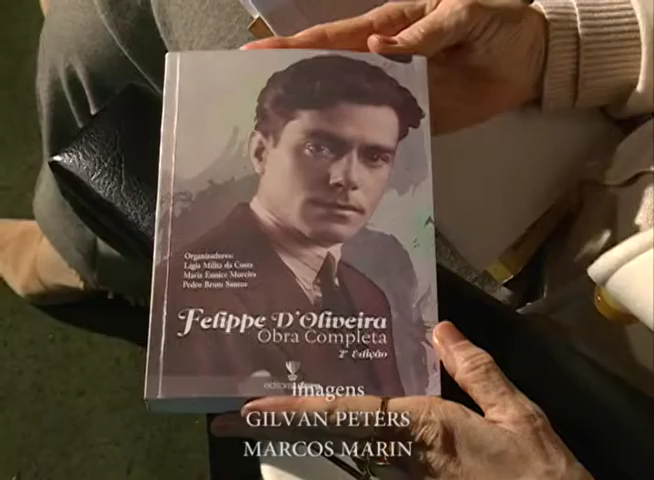 Organizadores:
Lígia Militz da Costa
Maria Eunice Moreira
Pedro Brum Santos
Felippe D'Oliveira
Obra Completa
2ª Edição
Imagens
GILVAN PETERS
MARCOS MARIN